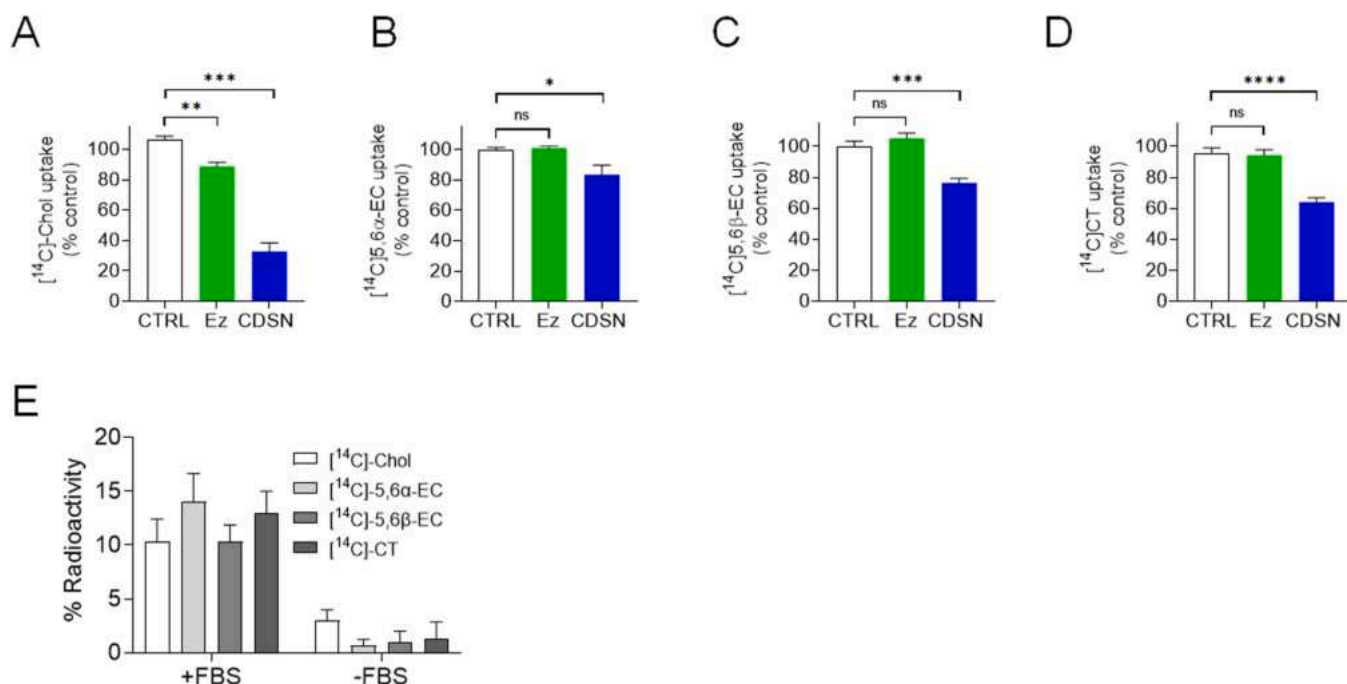 A
B
C
D
***
**
*
ns
***
ns
****
ns
[¹⁴C]-Chol uptake
(% control)
100
80
60
40
20
0
CTRL Ez CDSN
[¹⁴C]5,6α-EC uptake
(% control)
100
80
60
40
20
0
CTRL Ez CDSN
[¹⁴C]5,6β-EC uptake
(% control)
100
80
60
40
20
0
CTRL Ez CDSN
[¹⁴C]CT uptake
(% control)
100
80
60
40
20
0
CTRL Ez CDSN
E
% Radioactivity
20
15
10
5
0
[¹⁴C]-Chol
[¹⁴C]-5,6α-EC
[¹⁴C]-5,6β-EC
[¹⁴C]-CT
+FBS -FBS